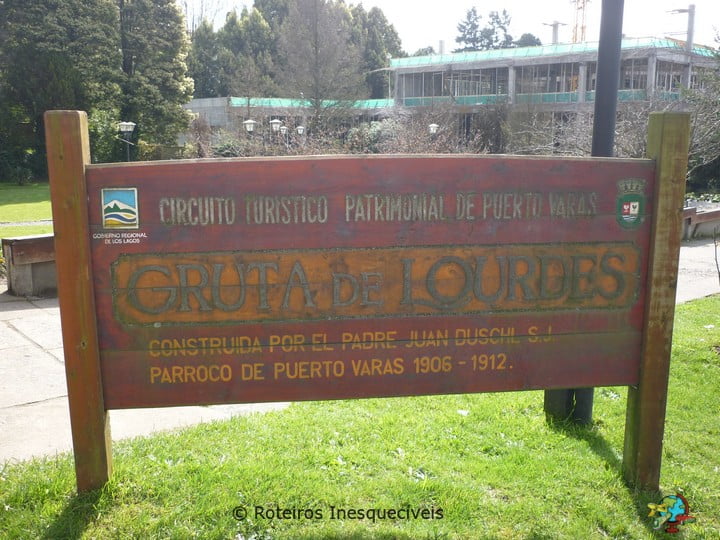 CIRCUITO TURISTICO PATRIMONIAL DE PUERTO VARAS
GOBIERNO REGIONAL
DE LOS LAGOS
GRUTA DE LOURDES
CONSTRUIDA POR EL PADRE JUAN DUSCHL S.J.
PARROCO DE PUERTO VARAS 1906 - 1912.
© Roteiros Inesquecíveis